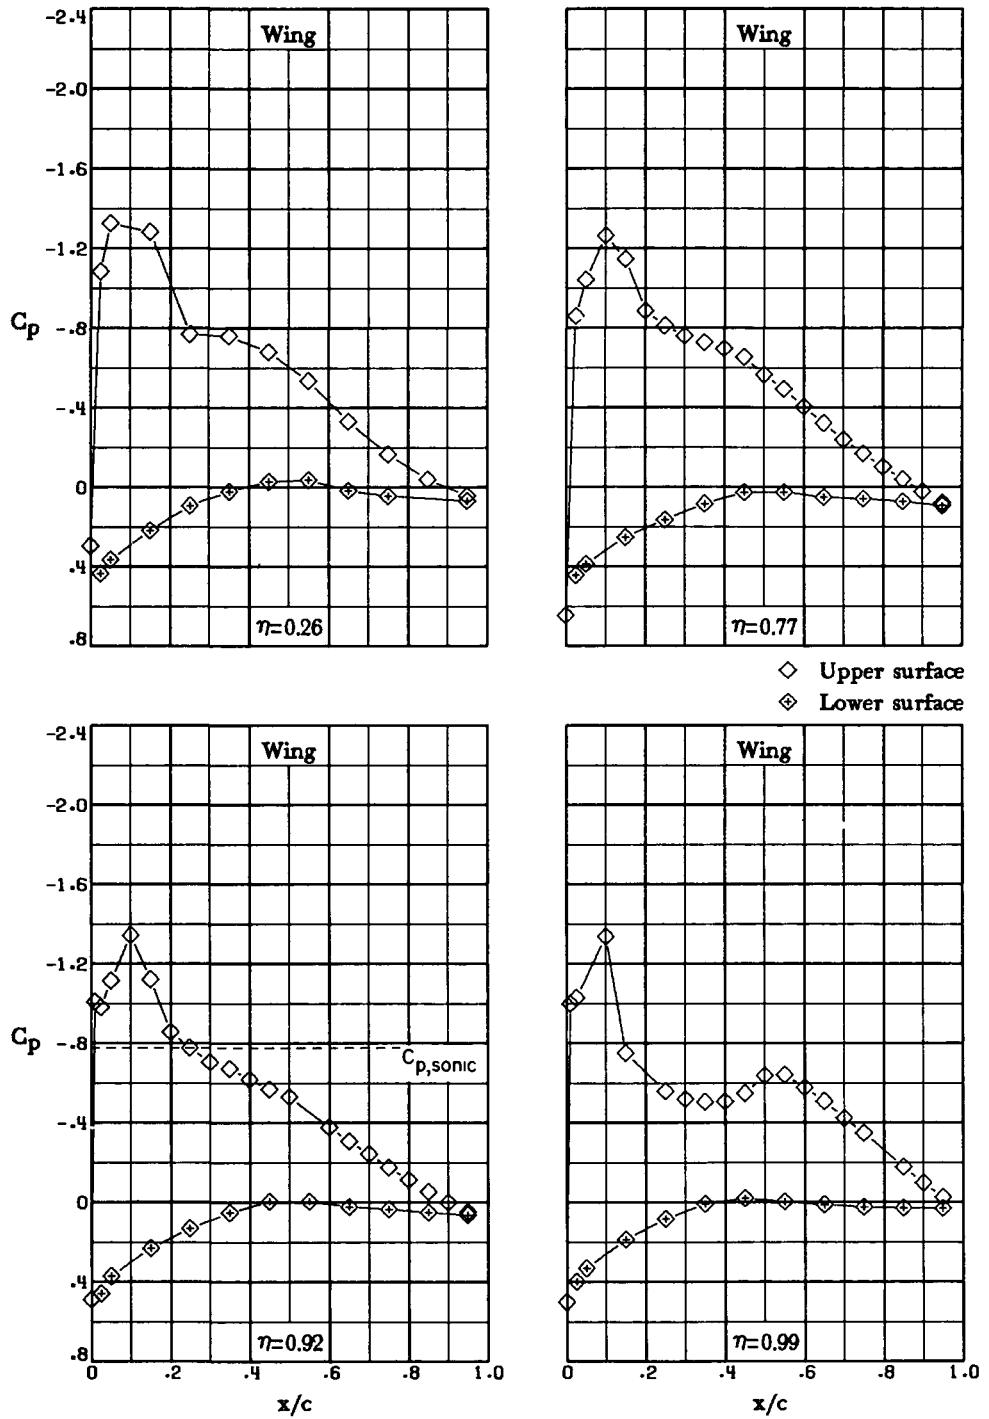 -2.4
Wing
Wing
-2.0
-1.6
-1.2
Cp
-.8
-.4
0
.4
.8
η=0.26
η=0.77
Upper surface
Lower surface
-2.4
Wing
Wing
-2.0
-1.6
-1.2
Cp
-.8
Cp,sonic
-.4
0
.4
.8
η=0.92
η=0.99
0 .2 .4 .6 .8 1.0
0 .2 .4 .6 .8 1.0
x/c
x/c